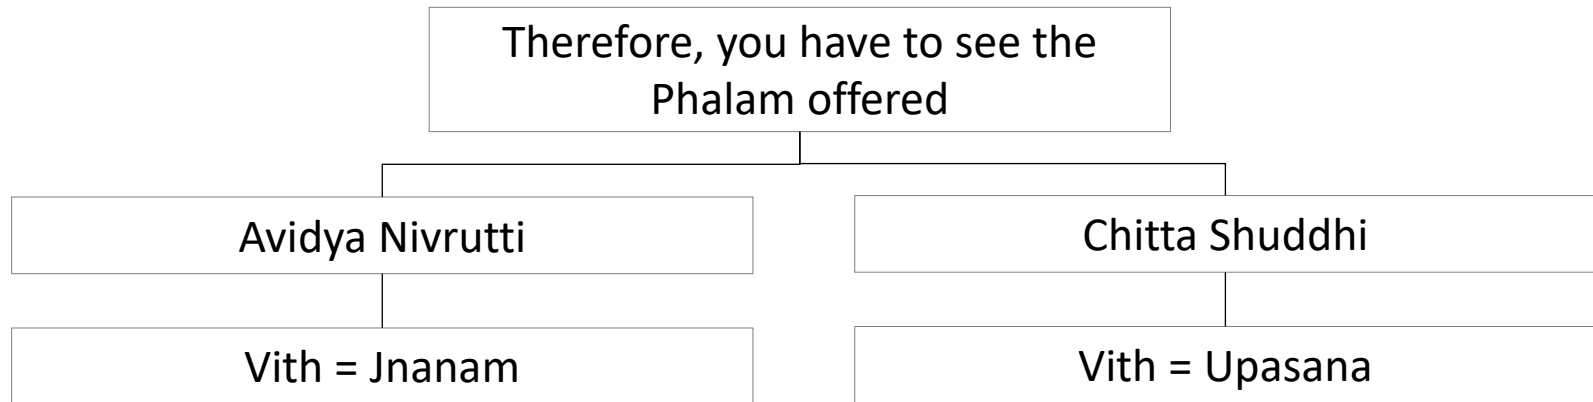 Therefore, you have to see the
Phalam offered
Avidya Nivrutti
Chitta Shuddhi
Vith = Jnanam
Vith = Upasana